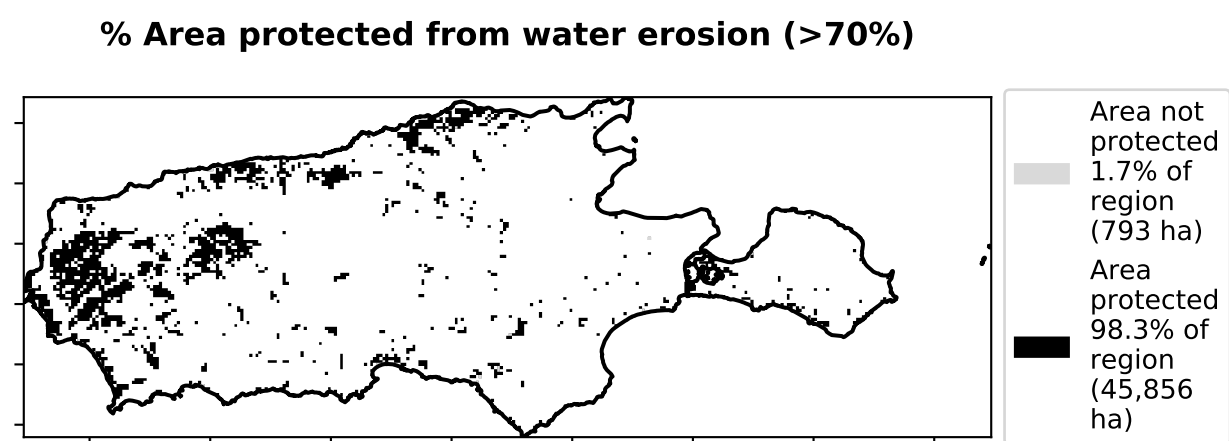 % Area protected from water erosion (>70%)
Area not
protected
1.7% of
region
(793 ha)
Area
protected
98.3% of
region
(45,856
ha)